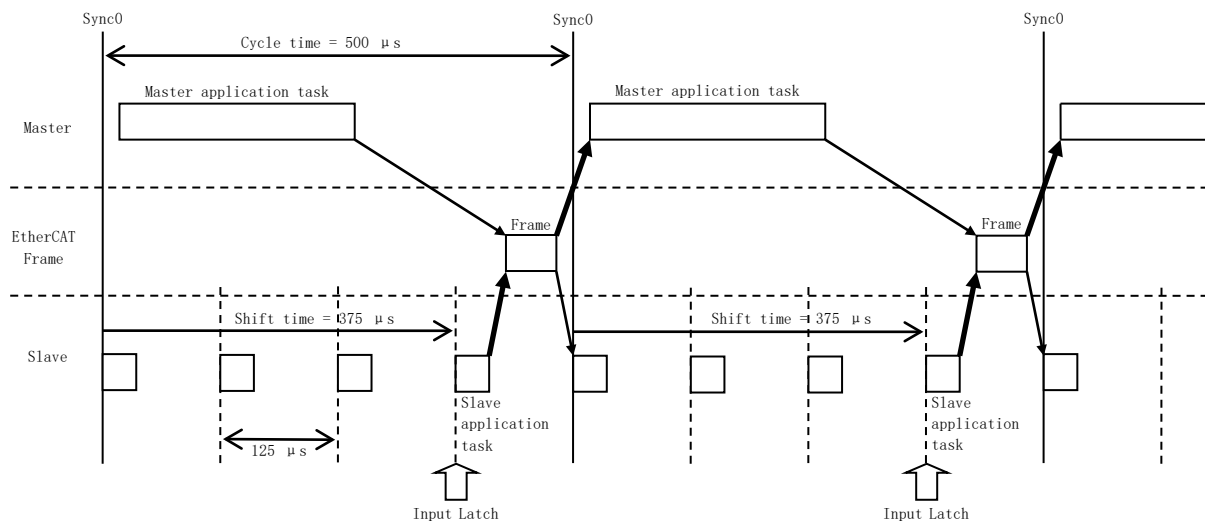 Sync0
Sync0
Sync0
Cycle time = 500 μs
Master application task
Master application task
Master
EtherCAT
Frame
Frame
Frame
Shift time = 375 μs
Shift time = 375 μs
Slave
Slave
application
task
Slave
application
task
125 μs
Input Latch
Input Latch